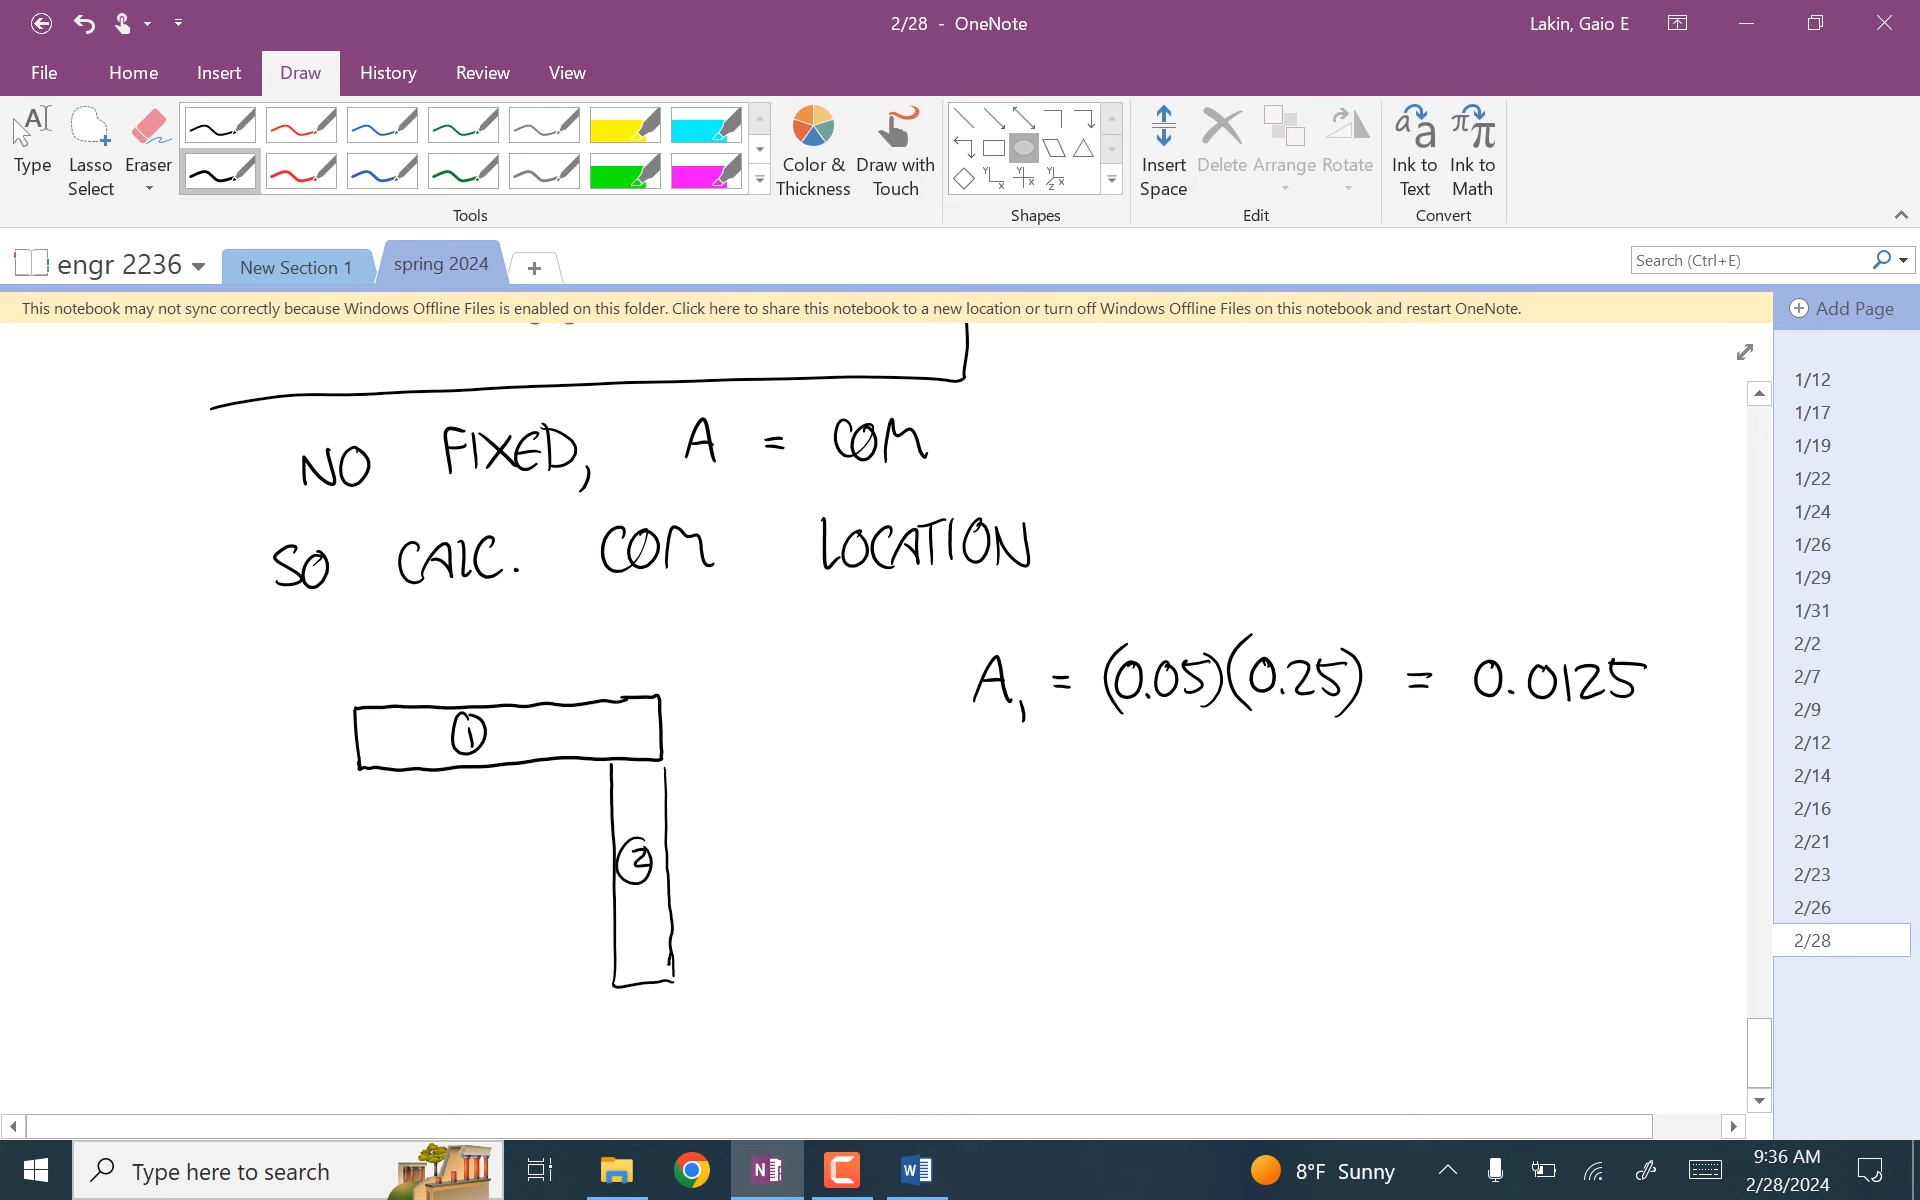 2/28 - OneNote
Lakin, Gaio E
File Home Insert Draw History Review View
Type
Lasso Select
Eraser
Color & Thickness
Draw with Touch
Insert Space
Delete
Arrange
Rotate
Ink to Text
Ink to Math
Tools
Shapes
Edit
Convert
engr 2236
New Section 1
spring 2024
Search (Ctrl+E)
This notebook may not sync correctly because Windows Offline Files is enabled on this folder. Click here to share this notebook to a new location or turn off Windows Offline Files on this notebook and restart OneNote.
Add Page
NO FIXED, A = COM
SO CALC. COM LOCATION
A₁ = (0.05)(0.25) = 0.0125
①
②
1/12
1/17
1/19
1/22
1/24
1/26
1/29
1/31
2/2
2/7
2/9
2/12
2/14
2/16
2/21
2/23
2/26
2/28
Type here to search
8°F Sunny
9:36 AM
2/28/2024